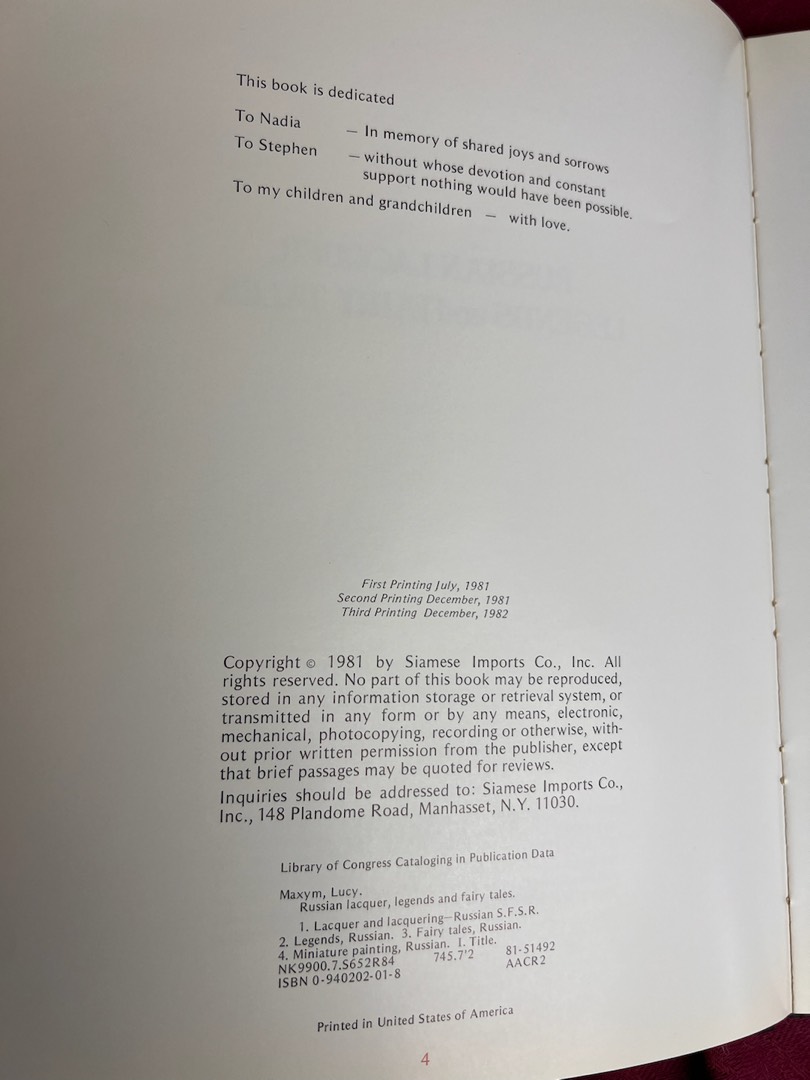 This book is dedicated
To Nadia — In memory of shared joys and sorrows
To Stephen — without whose devotion and constant
support nothing would have been possible.
To my children and grandchildren — with love.
First Printing July, 1981
Second Printing December, 1981
Third Printing December, 1982
Copyright © 1981 by Siamese Imports Co., Inc. All
rights reserved. No part of this book may be reproduced,
stored in any information storage or retrieval system, or
transmitted in any form or by any means, electronic,
mechanical, photocopying, recording or otherwise, with-
out prior written permission from the publisher, except
that brief passages may be quoted for reviews.
Inquiries should be addressed to: Siamese Imports Co.,
Inc., 148 Plandome Road, Manhasset, N.Y. 11030.
Library of Congress Cataloging in Publication Data
Maxym, Lucy.
Russian lacquer, legends and fairy tales.
1. Lacquer and lacquering—Russian S.F.S.R.
2. Legends, Russian. 3. Fairy tales, Russian.
4. Miniature painting, Russian. I. Title.
NK9900.7.S652R84 745.7'2 81-51492
ISBN 0-940202-01-8 AACR2
Printed in United States of America
4